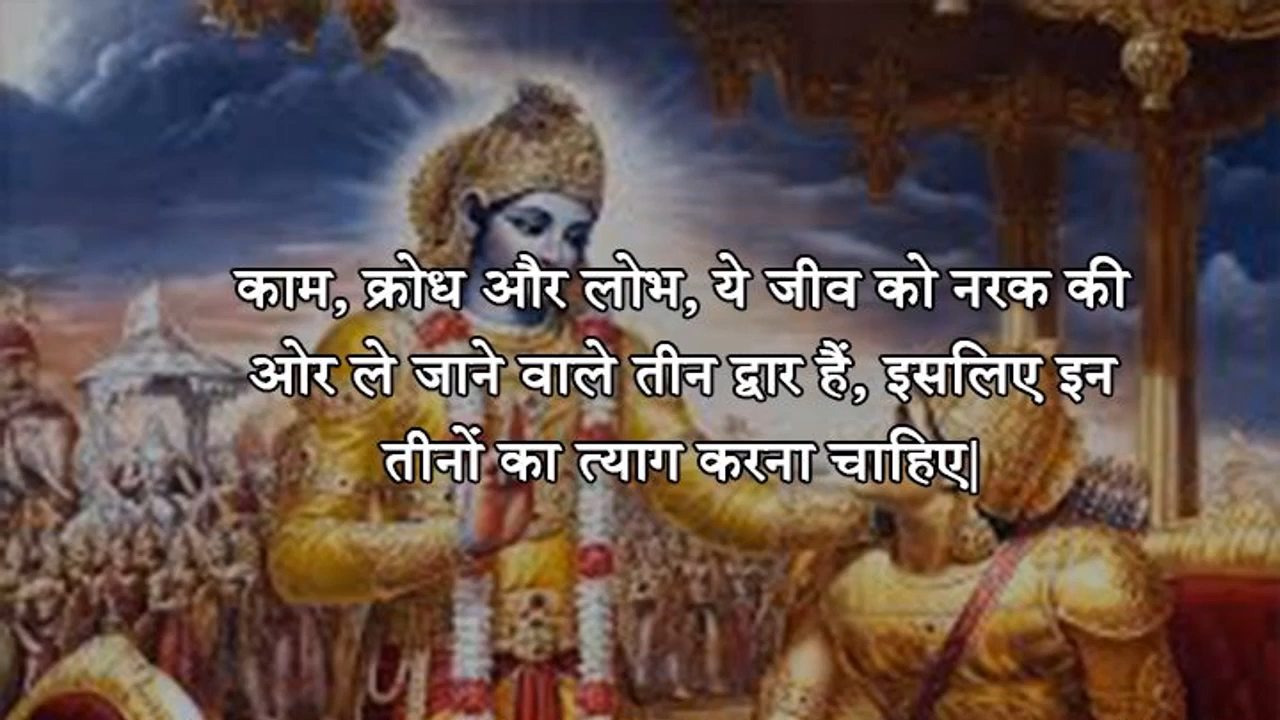 काम, क्रोध और लोभ, ये जीव को नरक की
ओर ले जाने वाले तीन द्वार हैं, इसलिए इन
तीनों का त्याग करना चाहिए|